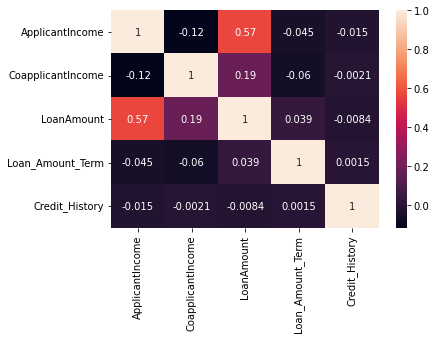 ApplicantIncome 1 -0.12 0.57 -0.045 -0.015
CoapplicantIncome -0.12 1 0.19 -0.06 -0.0021
LoanAmount 0.57 0.19 1 0.039 -0.0084
Loan_Amount_Term -0.045 -0.06 0.039 1 0.0015
Credit_History -0.015 -0.0021 -0.0084 0.0015 1
ApplicantIncome
CoapplicantIncome
LoanAmount
Loan_Amount_Term
Credit_History
1.0
0.8
0.6
0.4
0.2
0.0